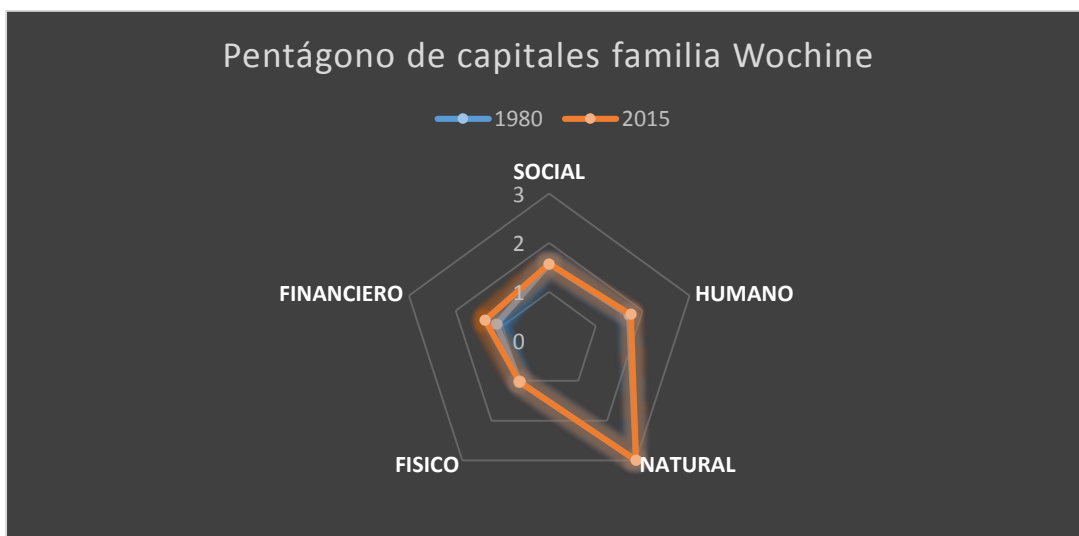 Pentágono de capitales familia Wochine
1980 2015
SOCIAL
3
2
1
0
HUMANO
NATURAL
FISICO
FINANCIERO